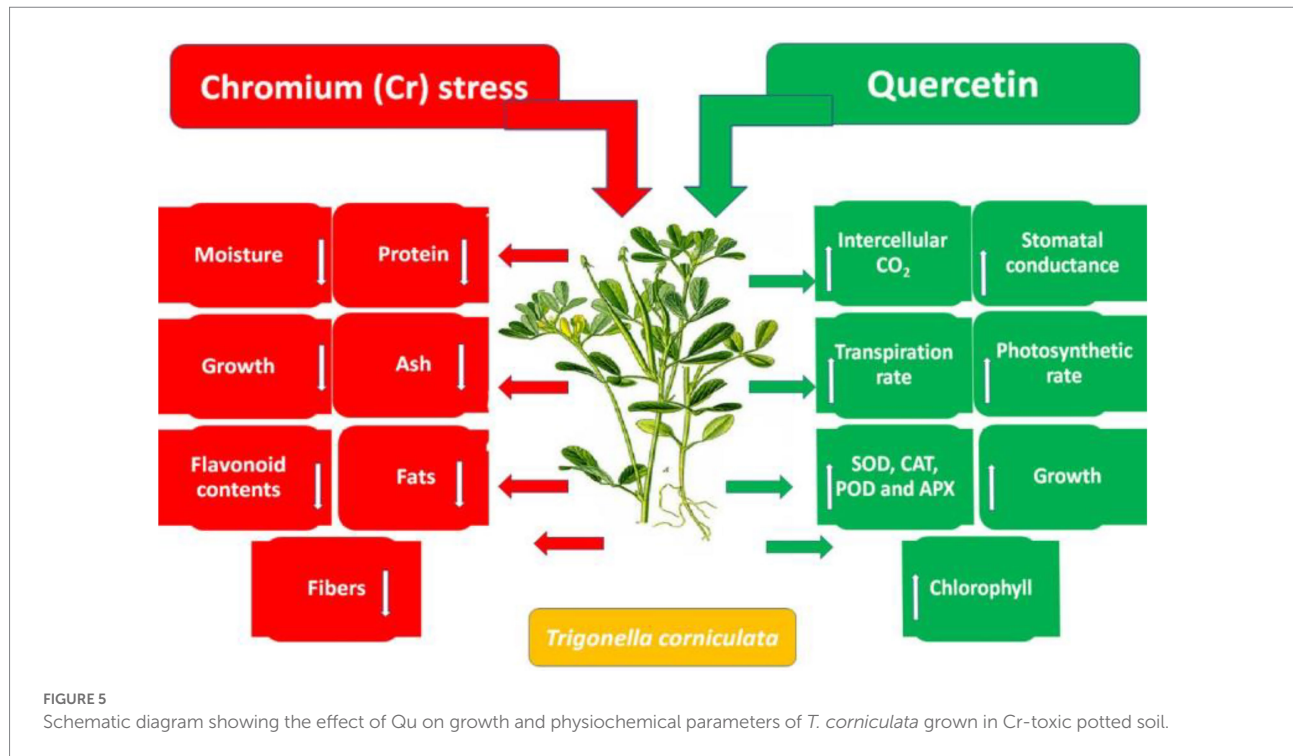 Chromium (Cr) stress
Quercetin
Moisture
Protein
Growth
Ash
Flavonoid
contents
Fats
Fibers
Intercellular
CO₂
Stomatal
conductance
Transpiration
rate
Photosynthetic
rate
SOD, CAT,
POD and APX
Growth
Chlorophyll
Trigonella corniculata
FIGURE 5
Schematic diagram showing the effect of Qu on growth and physiochemical parameters of T. corniculata grown in Cr-toxic potted soil.